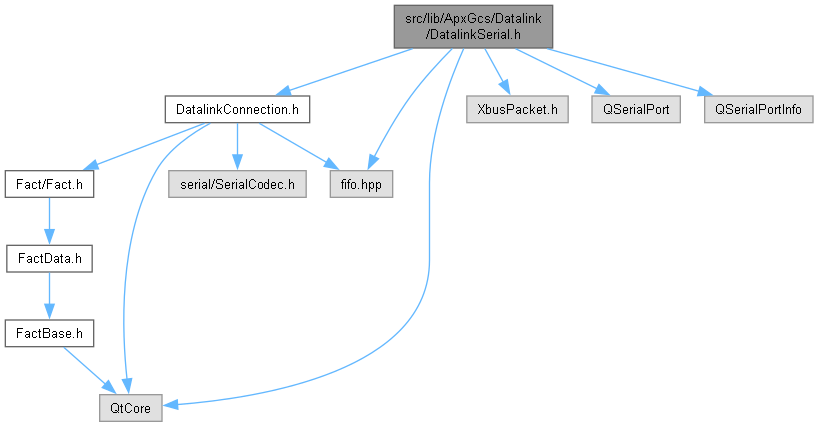 src/lib/ApxGcs/Datalink
/DatalinkSerial.h
DatalinkConnection.h
XbusPacket.h
QSerialPort
QSerialPortInfo
Fact/Fact.h
serial/SerialCodec.h
fifo.hpp
FactData.h
FactBase.h
QtCore